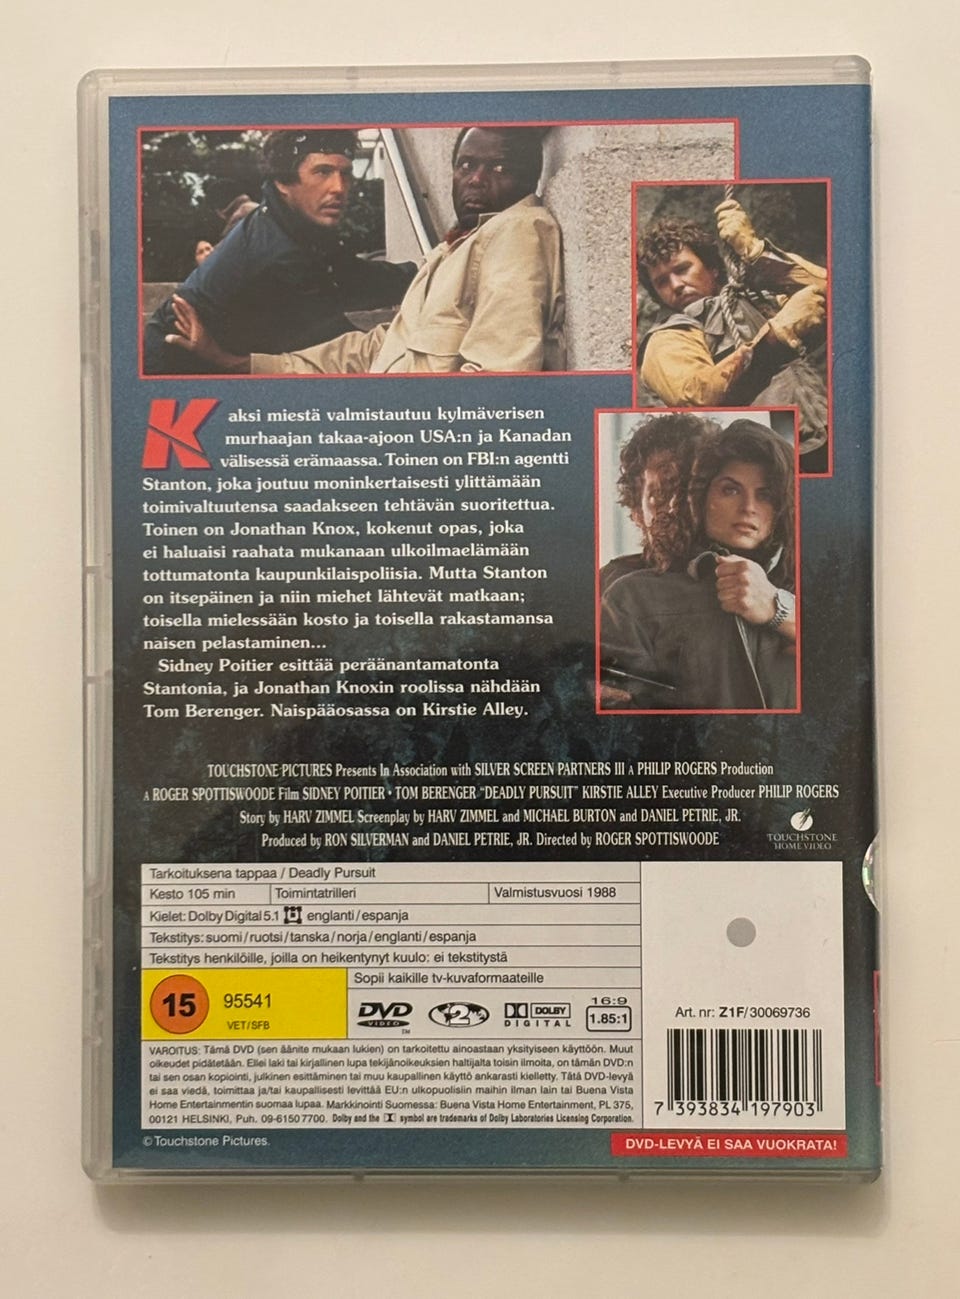 Kaksi miestä valmistautuu kylmäverisen
murhaajan takaa-ajoon USA:n ja Kanadan
välisessä erämaassa. Toinen on FBI:n agentti
Stanton, joka joutuu moninkertaisesti ylittämään
toimivaltuutensa saadakseen tehtävän suoritettua.
Toinen on Jonathan Knox, kokenut opas, joka
ei haluaisi raahata mukanaan ulkoilmaelämään
tottumatonta kaupunkilaispoliisia. Mutta Stanton
on itsepäinen ja niin miehet lähtevät matkaan;
toisella mielessään kosto ja toisella rakastamansa
naisen pelastaminen...
Sidney Poitier esittää peräänantamatonta
Stantonia, ja Jonathan Knoxin roolissa nähdään
Tom Berenger. Naispääosassa on Kirstie Alley.
TOUCHSTONE PICTURES Presents In Association with SILVER SCREEN PARTNERS III A PHILIP ROGERS Production
A ROGER SPOTTISWOODE Film SIDNEY POITIER • TOM BERENGER "DEADLY PURSUIT" KIRSTIE ALLEY Executive Producer PHILIP ROGERS
Story by HARV ZIMMEL Screenplay by HARV ZIMMEL and MICHAEL BURTON and DANIEL PETRIE, JR.
Produced by RON SILVERMAN and DANIEL PETRIE, JR. Directed by ROGER SPOTTISWOODE
TOUCHSTONE
HOME VIDEO
Tarkoituksena tappaa / Deadly Pursuit
Kesto 105 min Toimintatrilleri Valmistusvuosi 1988
Kielet: Dolby Digital 5.1 englanti/espanja
Tekstitys: suomi/ruotsi/tanska/norja/englanti/espanja
Tekstitys henkilöille, joilla on heikentynyt kuulo: ei tekstitystä
Sopii kaikille tv-kuvaformaateille
15 95541
VET/SFB
DVD
VIDEO
TM
2
DOLBY
DIGITAL
16:9
1.85:1
Art. nr: Z1F/30069736
7 393834 197903
VAROITUS: Tämä DVD (sen äänite mukaan lukien) on tarkoitettu ainoastaan yksityiseen käyttöön. Muut
oikeudet pidätetään. Ellei laki tai kirjallinen lupa tekijänoikeuksien haltijalta toisin ilmoita, on tämän DVD:n
tai sen osan kopiointi, julkinen esittäminen tai muu kaupallinen käyttö ankarasti kielletty. Tätä DVD-levyä
ei saa viedä, toimittaa ja/tai kaupallisesti levittää EU:n ulkopuolisiin maihin ilman lain tai Buena Vista
Home Entertainmentin suomaa lupaa. Markkinointi Suomessa: Buena Vista Home Entertainment, PL 375,
00121 HELSINKI, Puh. 09-6150 7700. Dolby and the symbol are trademarks of Dolby Laboratories Licensing Corporation.
© Touchstone Pictures.
DVD-LEVYÄ EI SAA VUOKRATA!